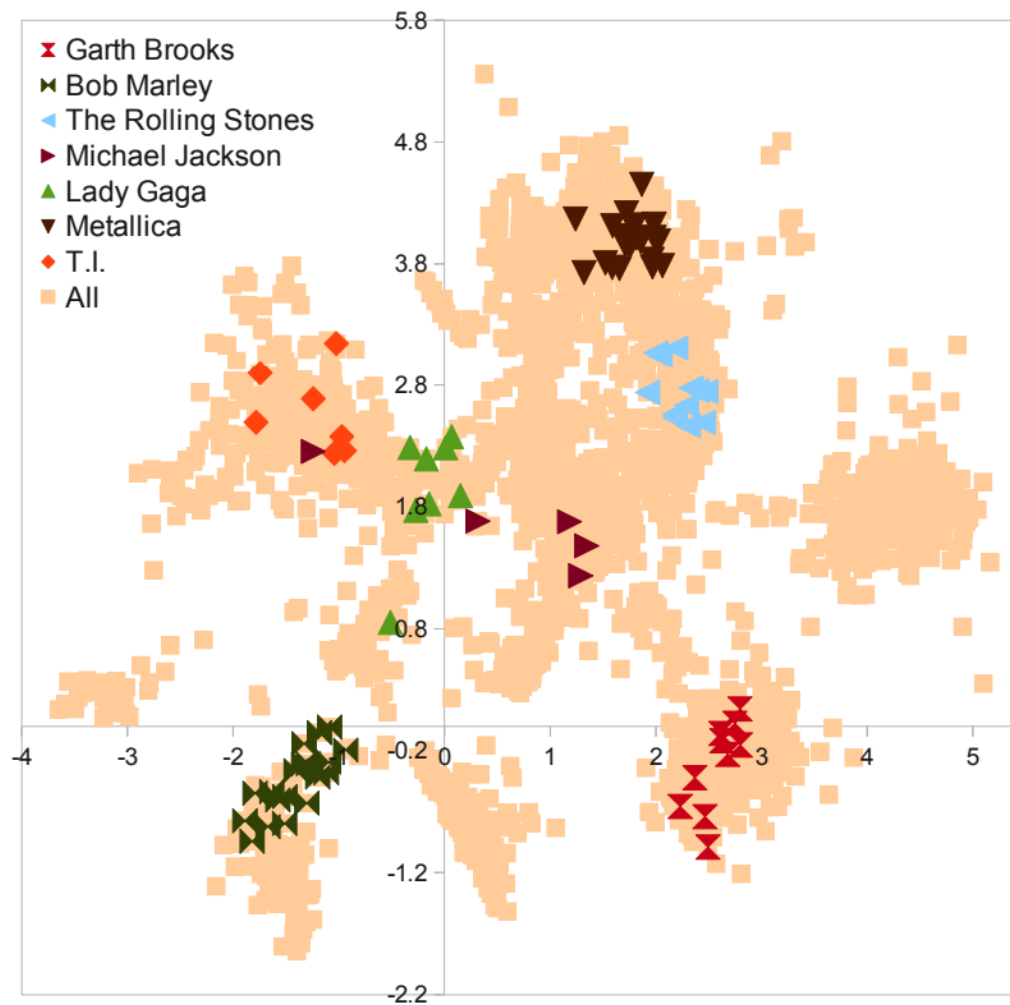 5.8
Garth Brooks
Bob Marley
The Rolling Stones
4.8
Michael Jackson
Lady Gaga
Metallica
T.I.
3.8
All
2.8
1.8
0.8
-0.2
-4 -3 -2 -1 0 1 2 3 4 5
-1.2
-2.2